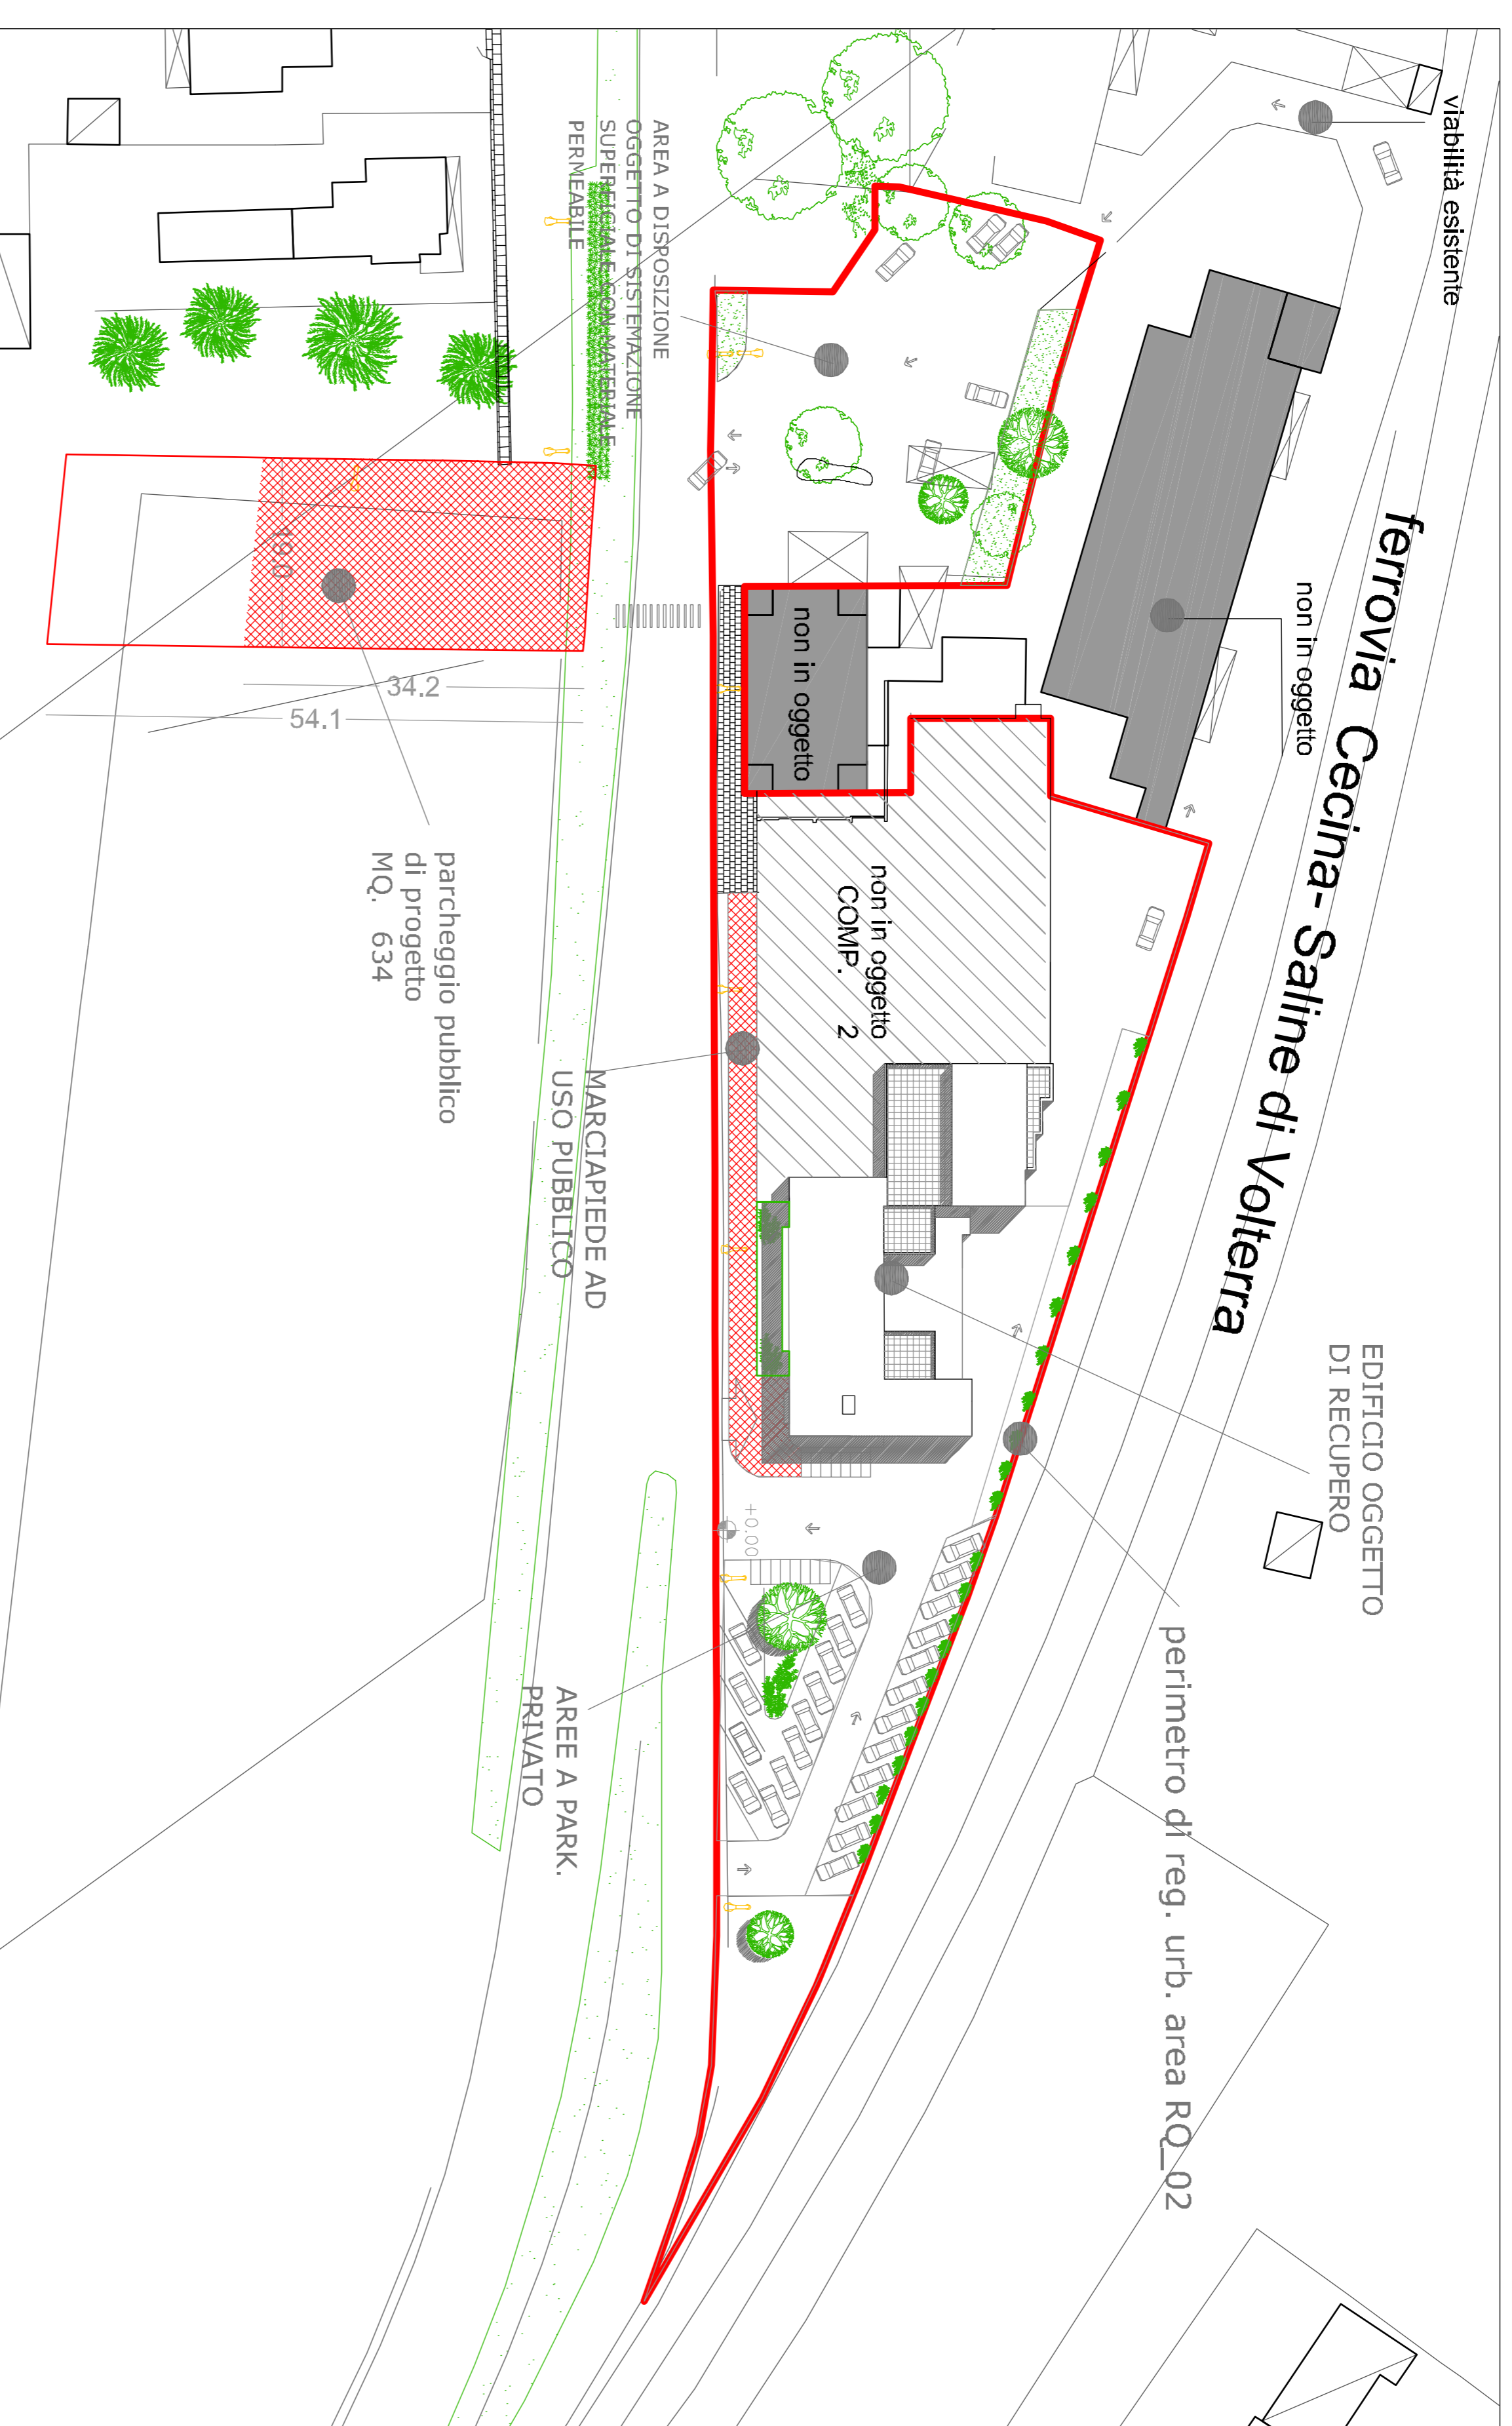 viabilità esistente
ferrovia Cecina- Saline di Volterra
non in oggetto
EDIFICIO OGGETTO
DI RECUPERO
perimetro di reg. urb. area RQ_02
non in oggetto
non in oggetto
COMP. 2
+0.00
AREA A DISPOSIZIONE
OGGETTO DI SISTEMAZIONE
SUPERFICIALE CON MATERIALE
PERMEABILE
MARCIAPIEDE AD
USO PUBBLICO
AREE A PARK.
PRIVATO
parcheggio pubblico
di progetto
MQ. 634
19.0
34.2
54.1